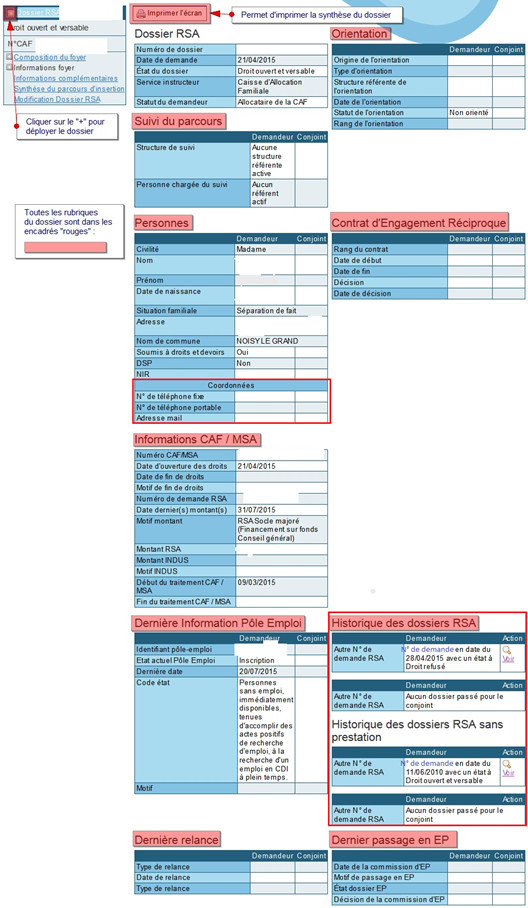 Dossier RSA
Droit ouvert et versable
N°CAF
Composition du foyer
Informations foyer
Informations complémentaires
Synthèse du parcours d'insertion
Modification Dossier RSA
Cliquer sur le "+" pour
déployer le dossier
Toutes les rubriques
du dossier sont dans les
encadrés "rouges" :
Imprimer l'écran
Permet d'imprimer la synthèse du dossier
Dossier RSA
Numéro de dossier
Date de demande 21/04/2015
État du dossier Droit ouvert et versable
Service instructeur Caisse d'Allocation
Familiale
Statut du demandeur Allocataire de la CAF
Orientation
Demandeur Conjoint
Origine de l'orientation
Type d'orientation
Structure référente de
l'orientation
Date de l'orientation
Statut de l'orientation Non orienté
Rang de l'orientation
Suivi du parcours
Demandeur Conjoint
Structure de suivi Aucune
structure
référente
active
Personne chargée du suivi Aucun
référent
actif
Personnes
Demandeur Conjoint
Civilité Madame
Nom
Prénom
Date de naissance
Situation familiale Séparation de fait
Adresse
Nom de commune NOISY LE GRAND
Soumis à droits et devoirs Oui
DSP Non
NIR
Coordonnées
N° de téléphone fixe
N° de téléphone portable
Adresse mail
Contrat d'Engagement Réciproque
Demandeur Conjoint
Rang du contrat
Date de début
Date de fin
Décision
Date de décision
Informations CAF / MSA
Numéro CAF/MSA
Date d'ouverture des droits 21/04/2015
Date de fin de droits
Motif de fin de droits
Numéro de demande RSA
Date dernier(s) montant(s) 31/07/2015
Motif montant RSA Socle majoré
(Financement sur fonds
Conseil général)
Montant RSA
Montant INDUS
Motif INDUS
Début du traitement CAF /
MSA 09/03/2015
Fin du traitement CAF / MSA
Dernière Information Pôle Emploi
Demandeur Conjoint
Identifiant pôle-emploi
Etat actuel Pôle Emploi Inscription
Dernière date 20/07/2015
Code état Personnes
sans emploi,
immédiatement
disponibles,
tenues
d'accomplir des
actes positifs
de recherche
d'emploi, à la
recherche d'un
emploi en CDI
à plein temps.
Motif
Historique des dossiers RSA
Demandeur Action
Autre N° de
demande RSA
N° de demande en date du
28/04/2015 avec un état à
Droit refusé
Voir
Conjoint Action
Autre N° de
demande RSA
Aucun dossier passé pour le
conjoint
Historique des dossiers RSA sans
prestation
Demandeur Action
Autre N° de
demande RSA
N° de demande en date du
11/06/2010 avec un état à
Droit ouvert et versable
Voir
Conjoint Action
Autre N° de
demande RSA
Aucun dossier passé pour le
conjoint
Dernière relance
Demandeur Conjoint
Type de relance
Date de relance
Type de relance
Dernier passage en EP
Demandeur Conjoint
Date de la commission d'EP
Motif de passage en EP
État dossier EP
Décision de la commission d'EP